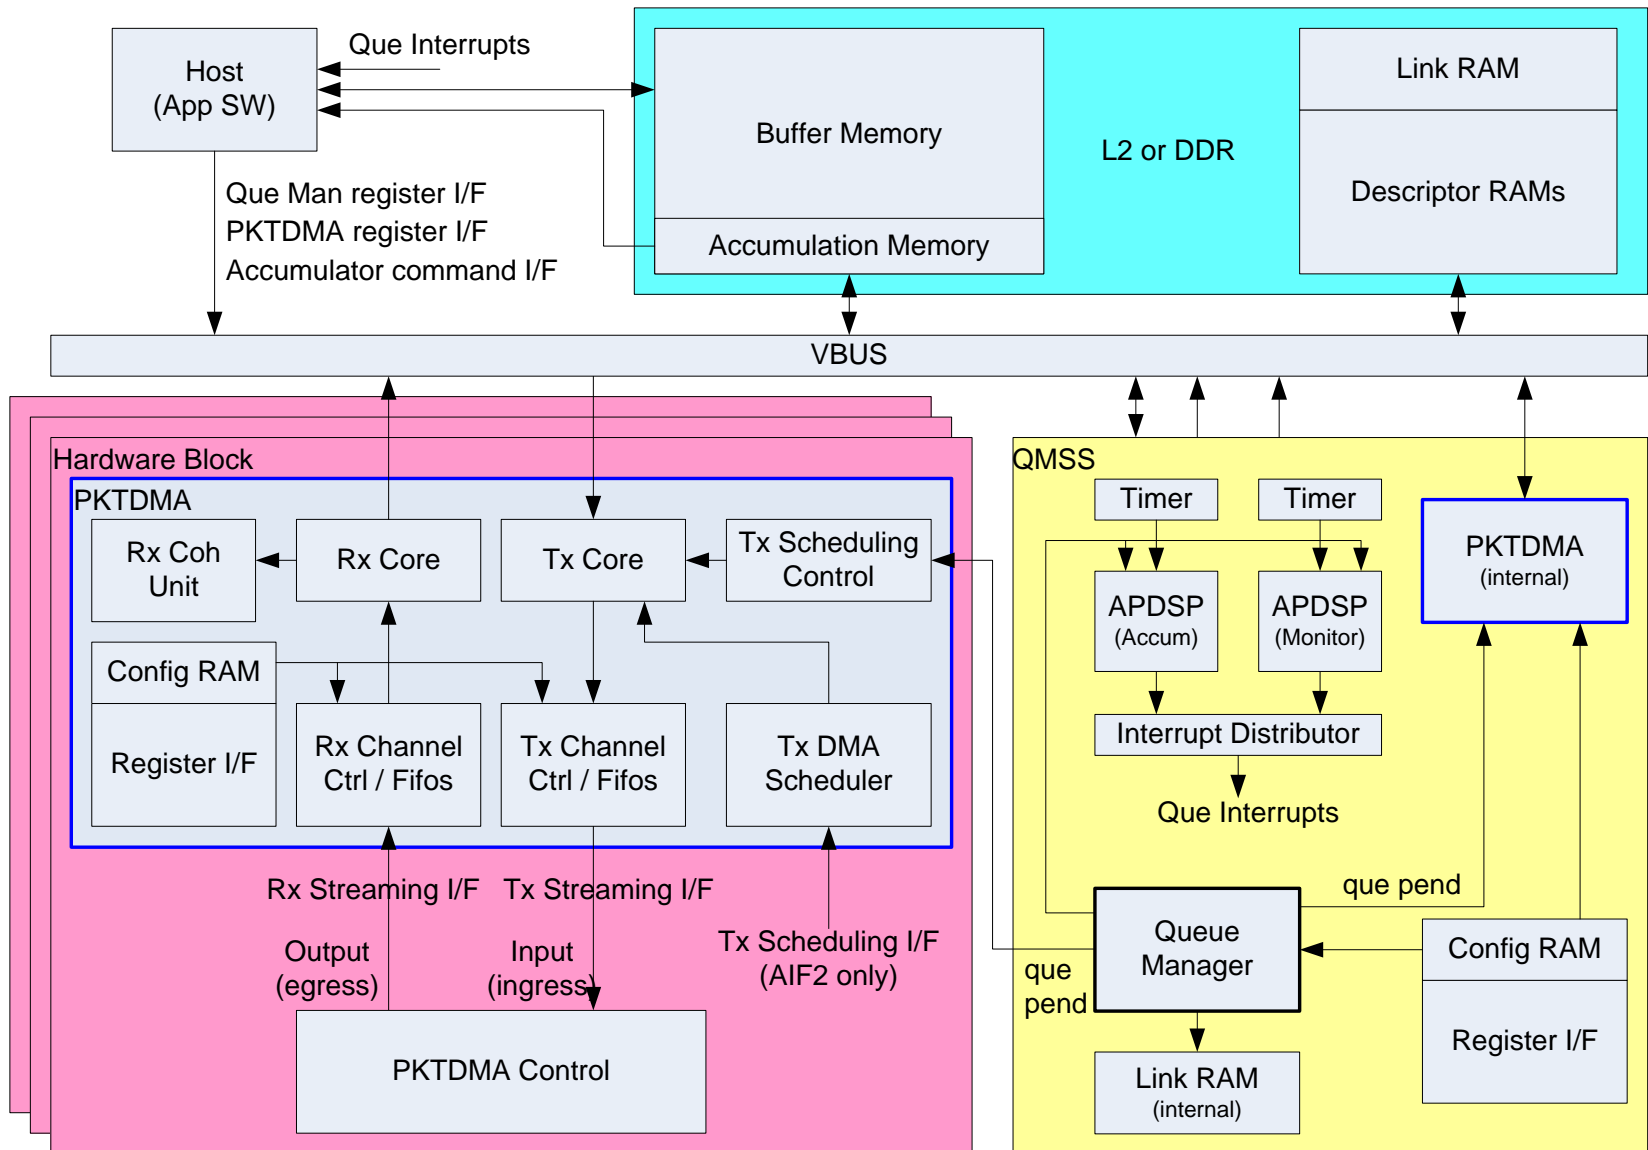 Host
(App SW)
Que Interrupts
Buffer Memory
Accumulation Memory
L2 or DDR
Link RAM
Descriptor RAMs
Que Man register I/F
PKTDMA register I/F
Accumulator command I/F
VBUS
Hardware Block
PKTDMA
Rx Coh
Unit
Rx Core
Tx Core
Tx Scheduling
Control
Config RAM
Register I/F
Rx Channel
Ctrl / Fifos
Tx Channel
Ctrl / Fifos
Tx DMA
Scheduler
Rx Streaming I/F
Tx Streaming I/F
Output
(egress)
Input
(ingress)
Tx Scheduling I/F
(AIF2 only)
PKTDMA Control
QMSS
Timer
Timer
APDSP
(Accum)
APDSP
(Monitor)
PKTDMA
(internal)
Interrupt Distributor
Que Interrupts
que pend
que
pend
Queue
Manager
Config RAM
Register I/F
Link RAM
(internal)